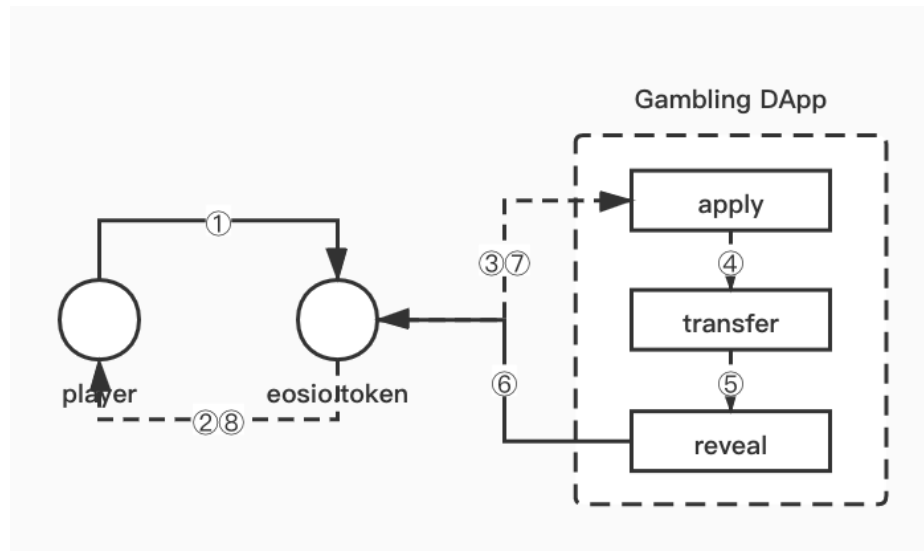 Gambling DApp
apply
①
③⑦
④
transfer
⑥
⑤
player
eosio.token
②⑧
reveal